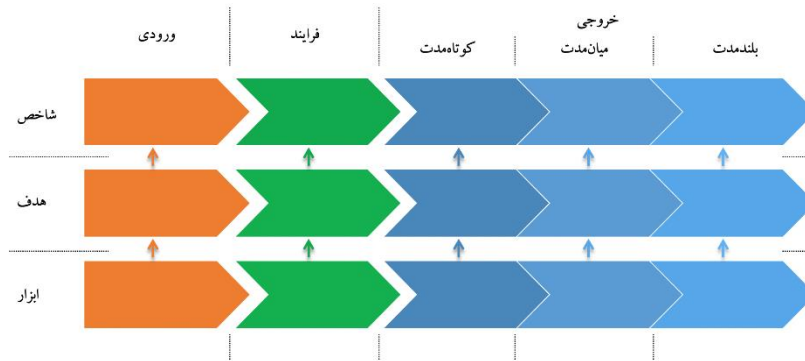 خروجی
ورودی
فرایند
کوتاه‌مدت
میان‌مدت
بلندمدت
شاخص
هدف
ابزار